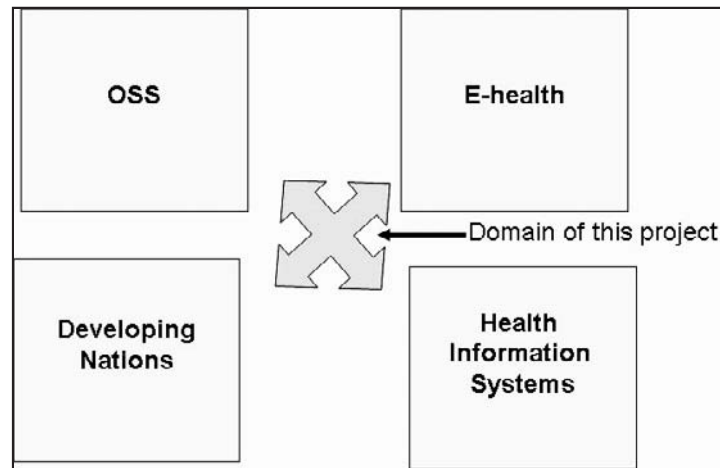 OSS
E-health
Domain of this project
Developing
Nations
Health
Information
Systems